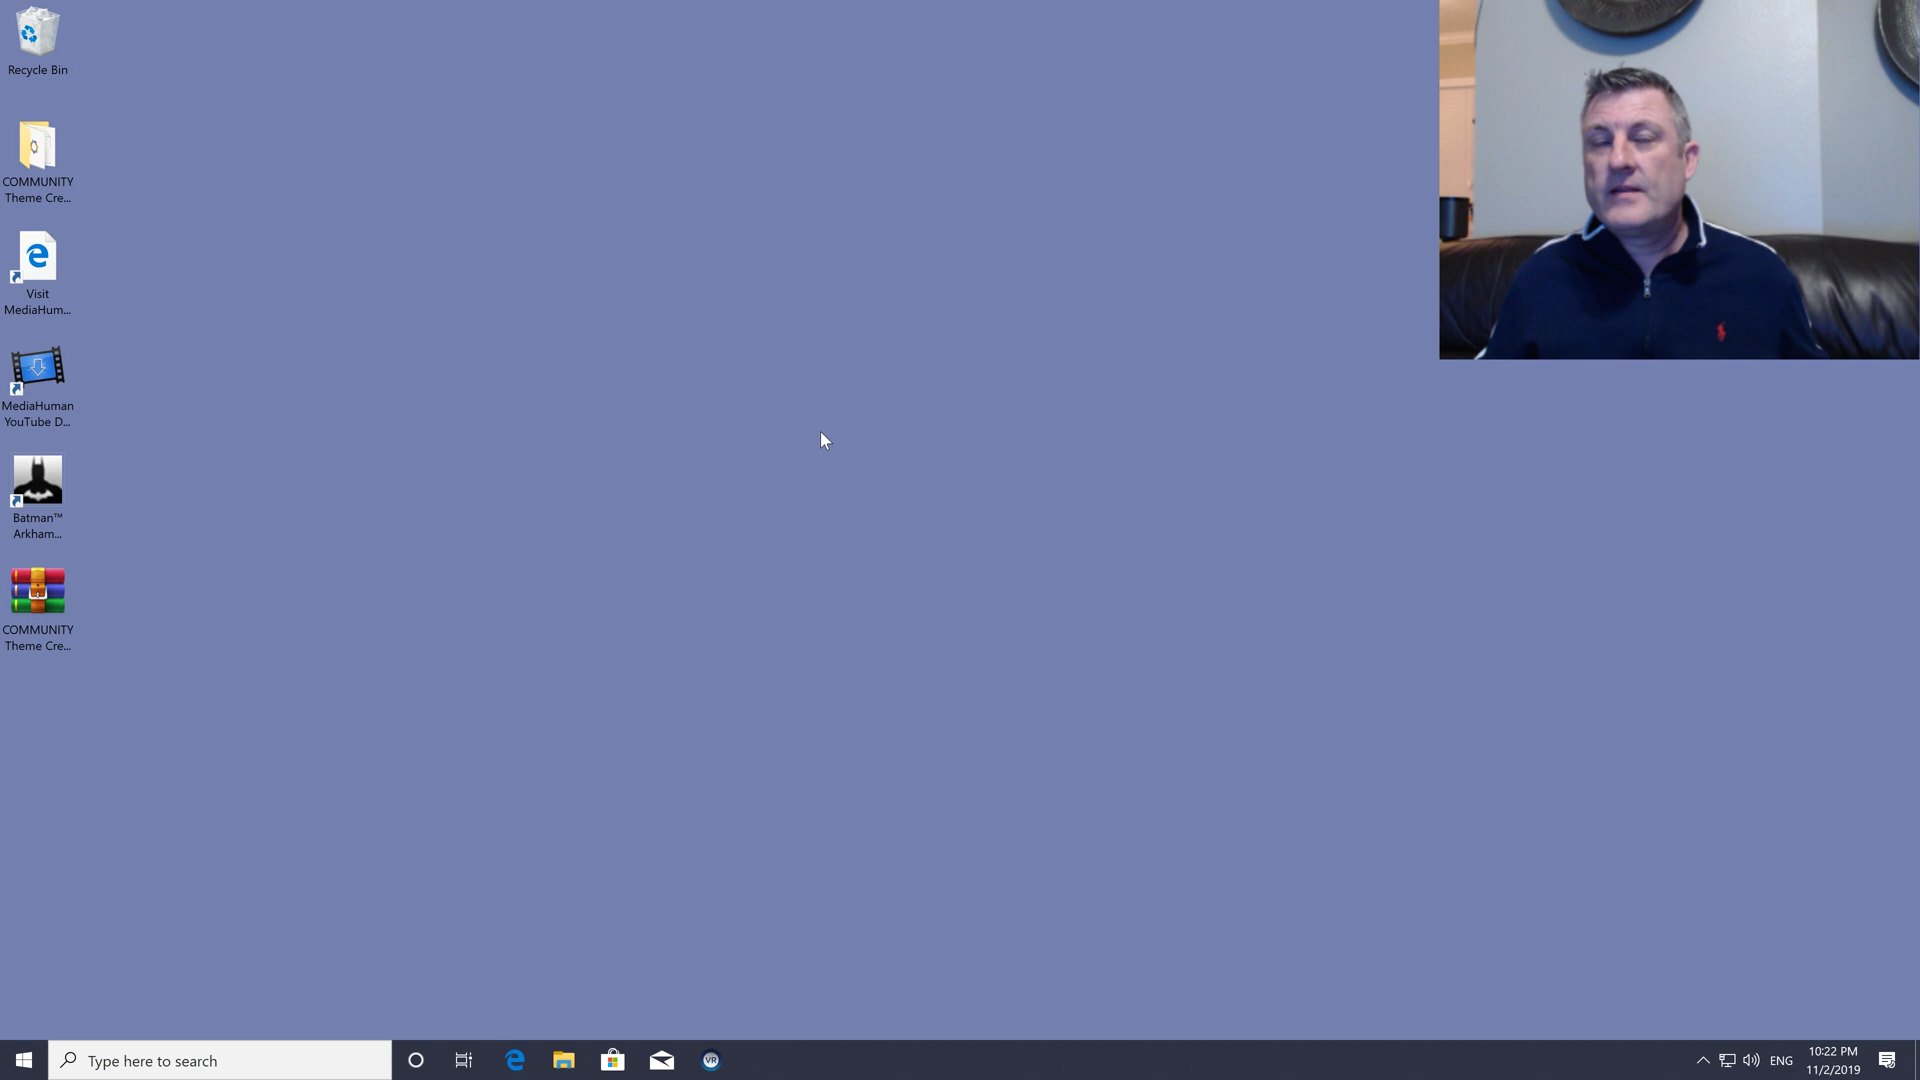 Recycle Bin
COMMUNITY
Theme Cre...
Visit
MediaHum...
MediaHuman
YouTube D...
Batman™
Arkham...
COMMUNITY
Theme Cre...
Type here to search
VR
ENG
10:22 PM
11/2/2019